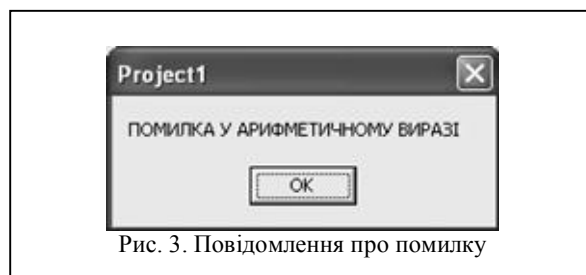 Project1
ПОМИЛКА У АРИФМЕТИЧНОМУ ВИРАЗІ
OK
Рис. 3. Повідомлення про помилку